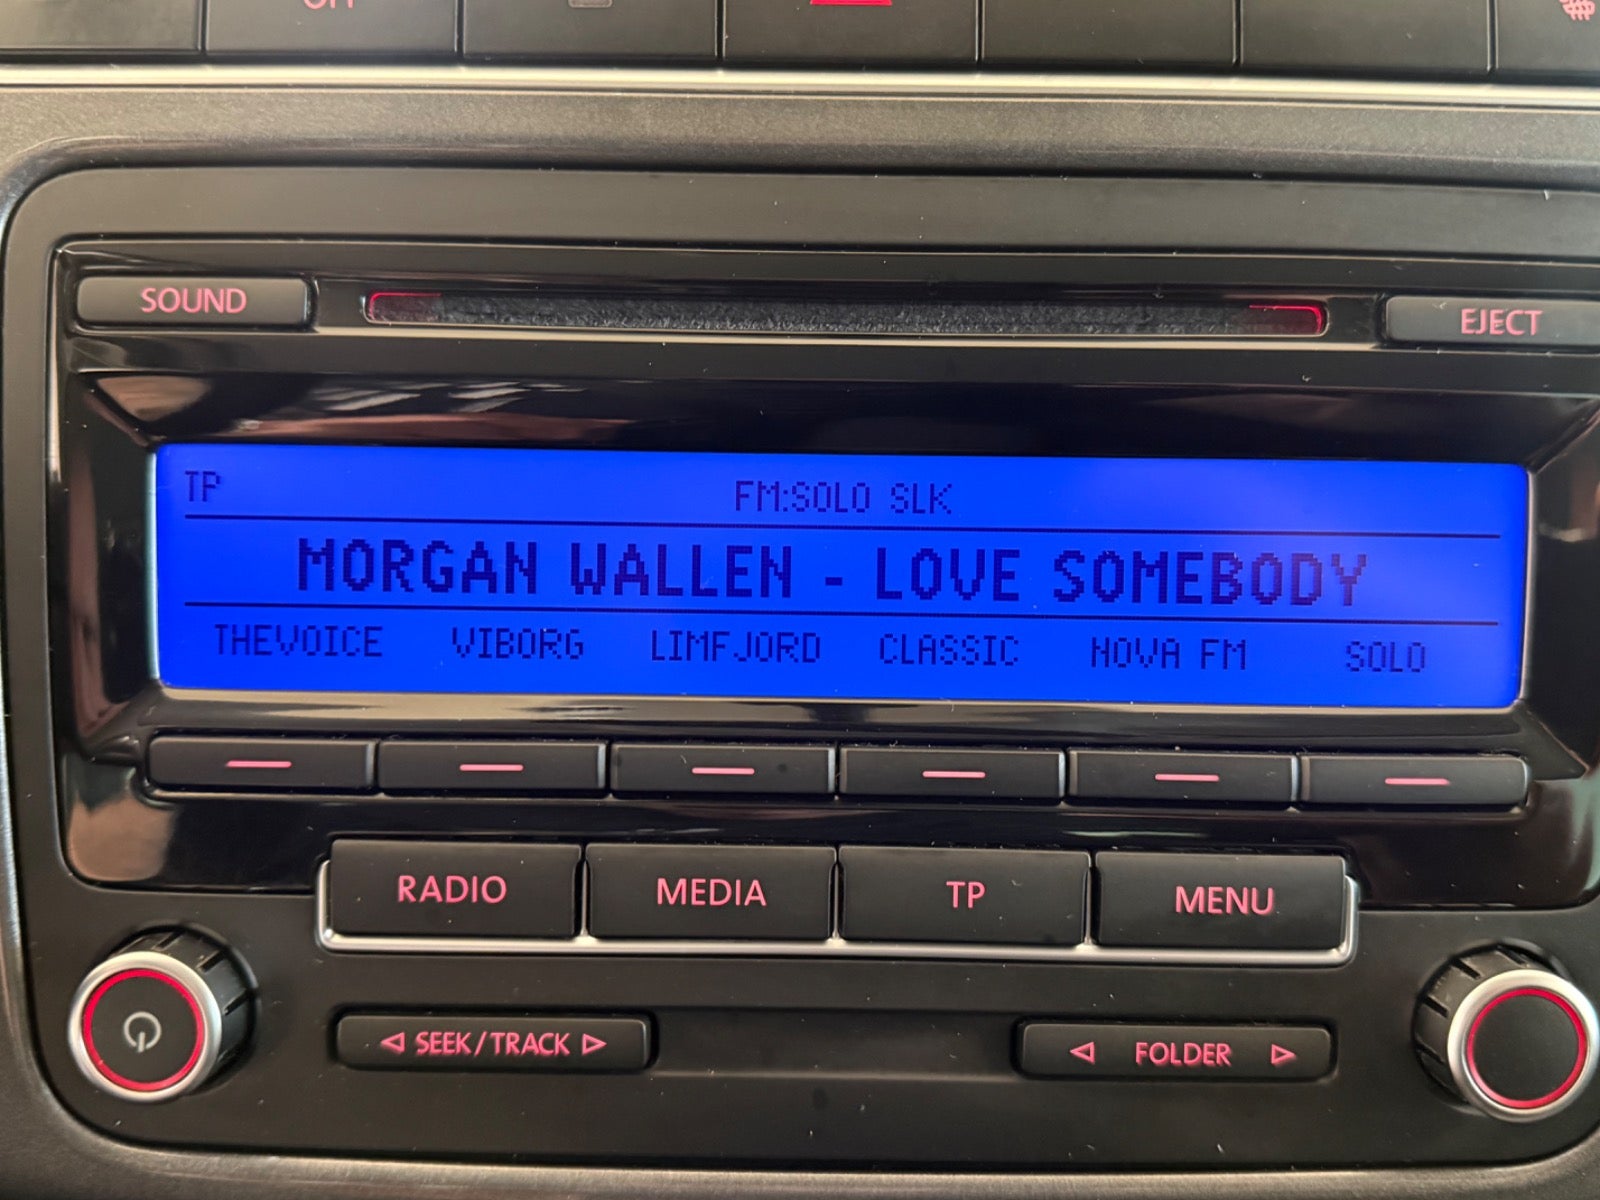 OFF
SOUND
EJECT
TP
FM:SOLO SLK
MORGAN WALLEN - LOVE SOMEBODY
THEVOICE VIBORG LIMFJORD CLASSIC NOVA FM SOLO
RADIO MEDIA TP MENU
SEEK/TRACK
FOLDER